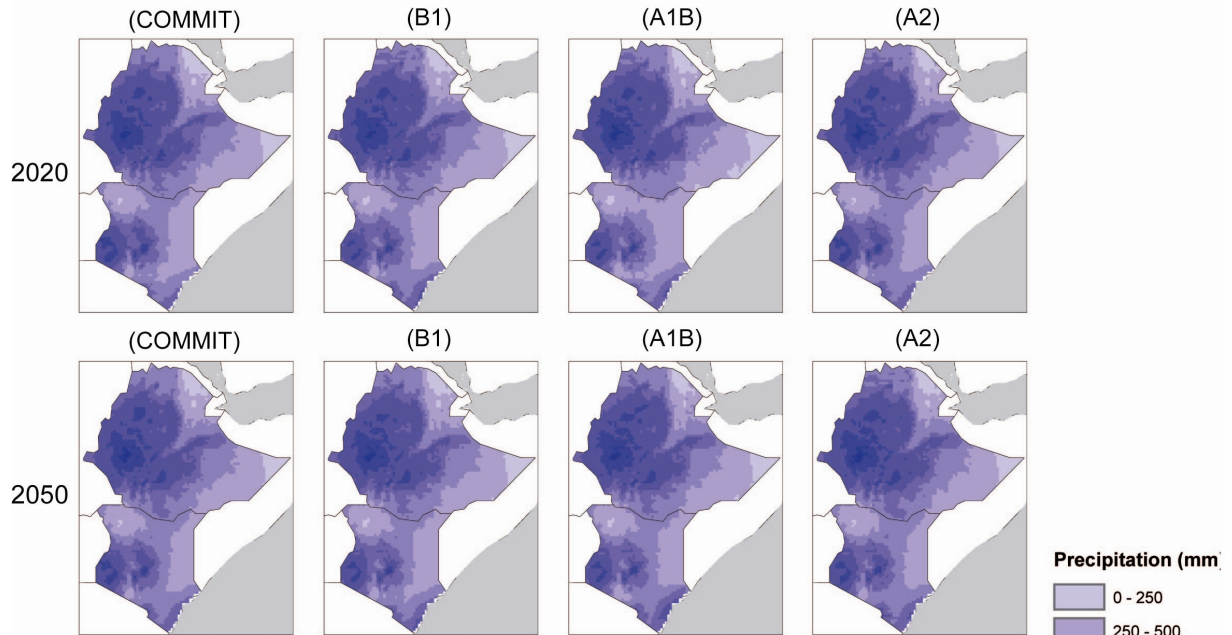 (COMMIT) (B1) (A1B) (A2)
2020
(COMMIT) (B1) (A1B) (A2)
2050
Precipitation (mm)
0 - 250
250 - 500